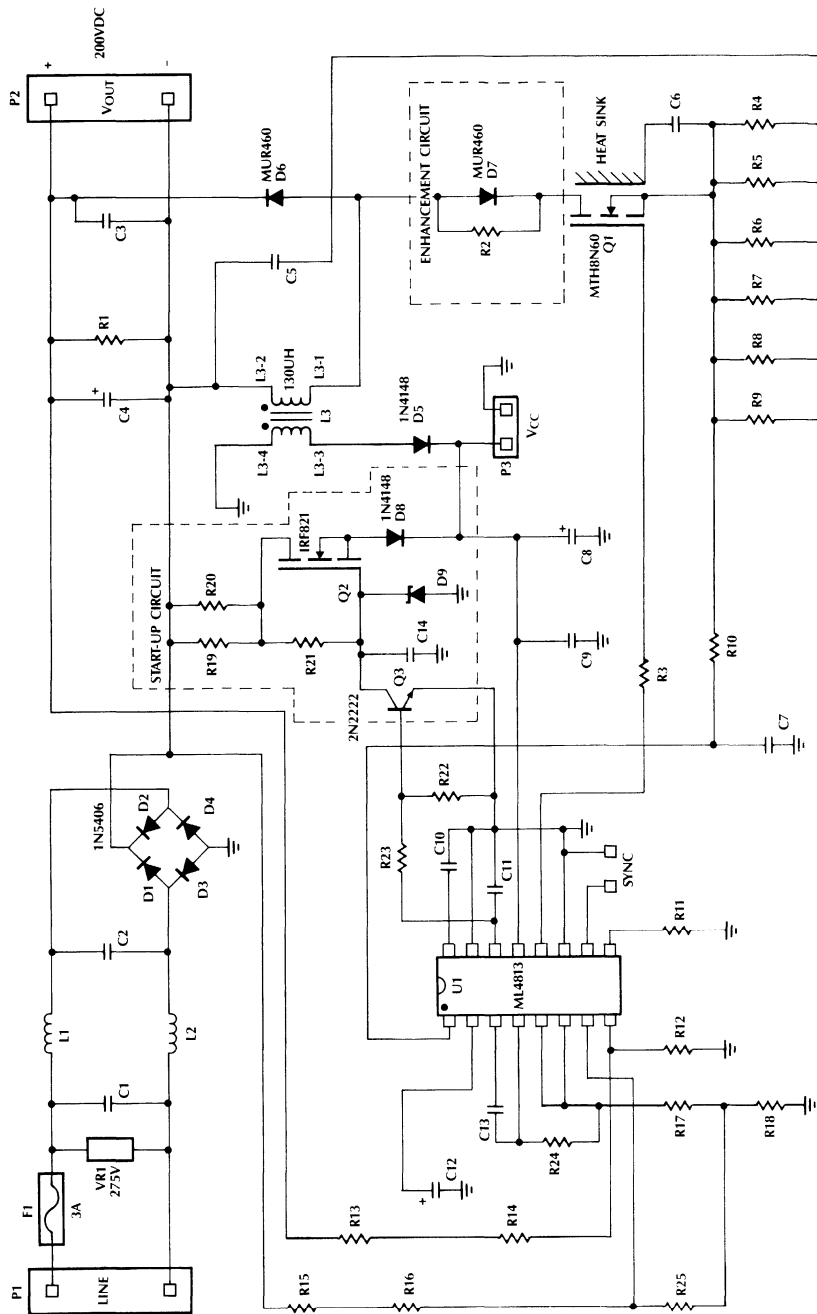 P1
LINE
F1
3A
VR1
275V
C1
L1
L2
C2
1N5406
D1
D2
D3
D4
P2
VOUT
+
-
200VDC
C4
+
R1
C3
MUR460
D6
C5
L3-2
130UH
L3-1
L3
L3-4
L3-3
1N4148
D5
VCC
P3
START-UP CIRCUIT
R19
R20
R21
IRF821
Q2
1N4148
D8
D9
C14
Q3
2N2222
ENHANCEMENT CIRCUIT
R2
MUR460
D7
MTH8N60
Q1
HEAT SINK
C6
R4
R5
R6
R7
R8
R9
R10
C7
R3
C8
+
C9
R22
R23
C10
C11
SYNC
R11
U1
ML4813
R12
C12
+
C13
R24
R17
R18
R13
R14
R15
R16
R25